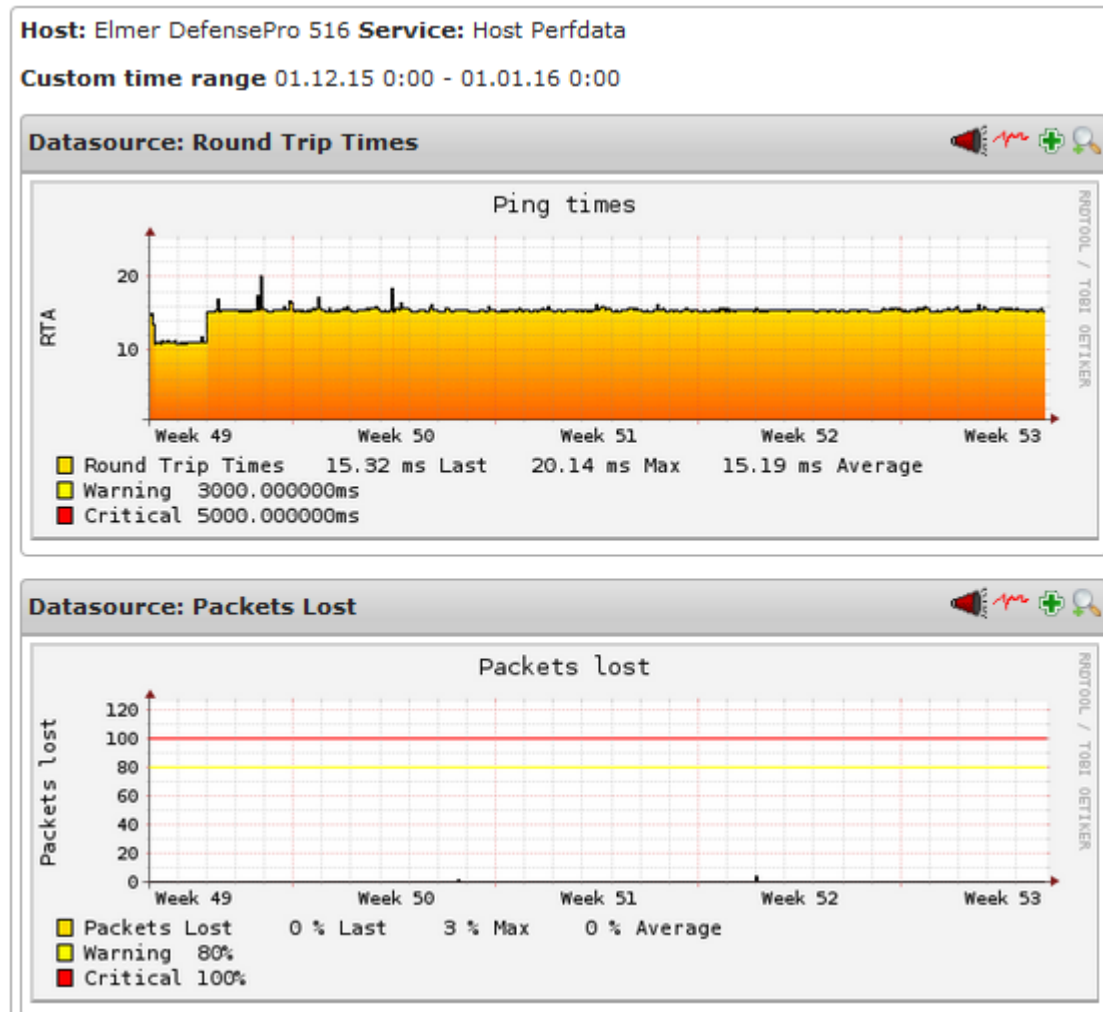 Host: Elmer DefensePro 516 Service: Host Perfdata
Custom time range 01.12.15 0:00 - 01.01.16 0:00
Datasource: Round Trip Times
Ping times
RRDTOOL / TOBI OETIKER
RTA
20
10
Week 49 Week 50 Week 51 Week 52 Week 53
Round Trip Times 15.32 ms Last 20.14 ms Max 15.19 ms Average
Warning 3000.000000ms
Critical 5000.000000ms
Datasource: Packets Lost
Packets lost
RRDTOOL / TOBI OETIKER
Packets lost
120
100
80
60
40
20
0
Week 49 Week 50 Week 51 Week 52 Week 53
Packets Lost 0 % Last 3 % Max 0 % Average
Warning 80%
Critical 100%